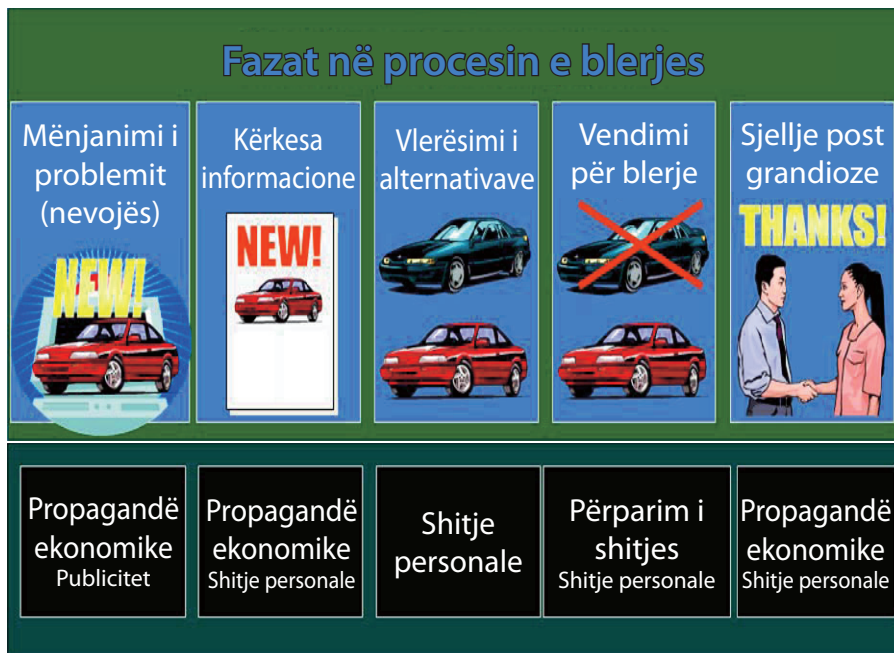 Fazat në procesin e blerjes
Mënjanimi i
problemit
(nevojës)
NEW!
Kërkesa
informacione
NEW!
Vlerësimi i
alternativave
Vendimi
për blerje
Sjellje post
grandioze
THANKS!
Propagandë
ekonomike
Publicitet
Propagandë
ekonomike
Shitje personale
Shitje
personale
Përparim i
shitjes
Shitje personale
Propagandë
ekonomike
Shitje personale